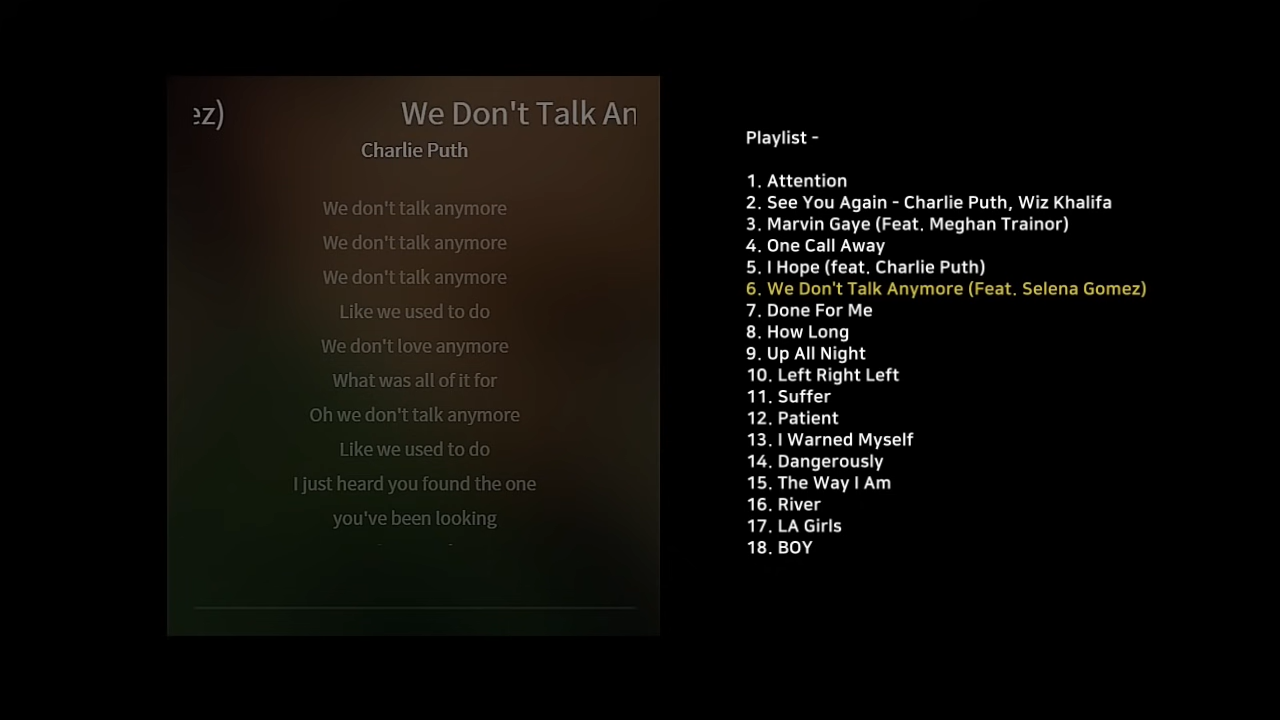 ez) We Don't Talk An
Charlie Puth
We don't talk anymore
We don't talk anymore
We don't talk anymore
Like we used to do
We don't love anymore
What was all of it for
Oh we don't talk anymore
Like we used to do
I just heard you found the one
you've been looking
Playlist -
1. Attention
2. See You Again - Charlie Puth, Wiz Khalifa
3. Marvin Gaye (Feat. Meghan Trainor)
4. One Call Away
5. I Hope (feat. Charlie Puth)
6. We Don't Talk Anymore (Feat. Selena Gomez)
7. Done For Me
8. How Long
9. Up All Night
10. Left Right Left
11. Suffer
12. Patient
13. I Warned Myself
14. Dangerously
15. The Way I Am
16. River
17. LA Girls
18. BOY